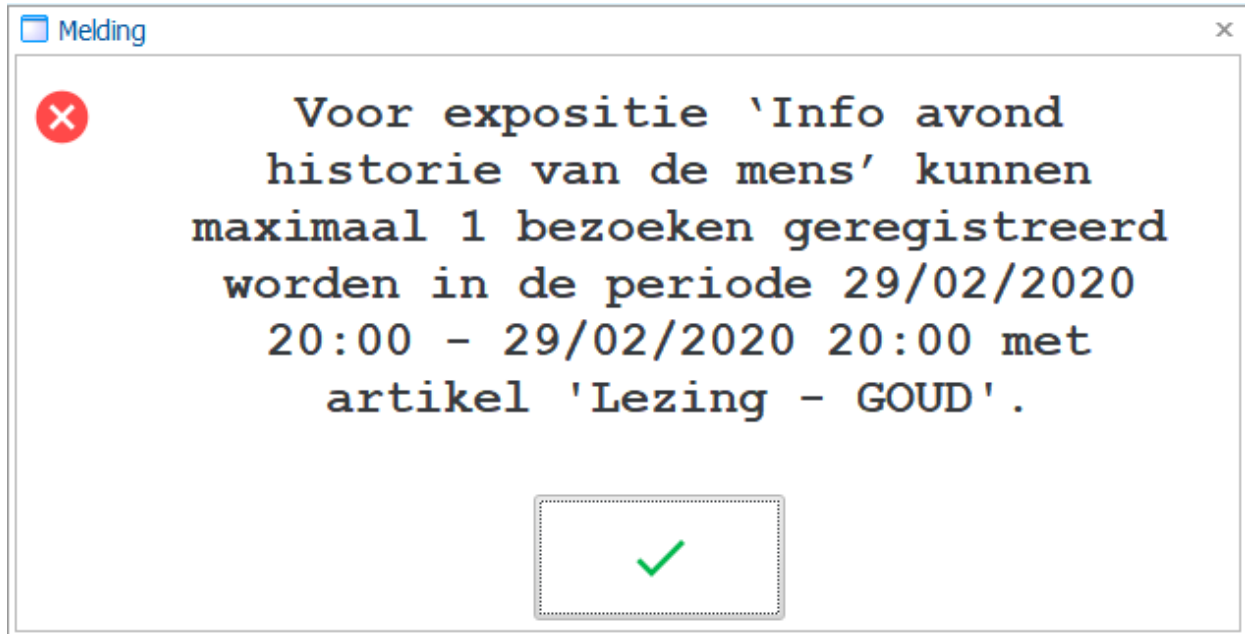 Melding
Voor expositie ‘Info avond
historie van de mens’ kunnen
maximaal 1 bezoeken geregistreerd
worden in de periode 29/02/2020
20:00 - 29/02/2020 20:00 met
artikel 'Lezing - GOUD'.